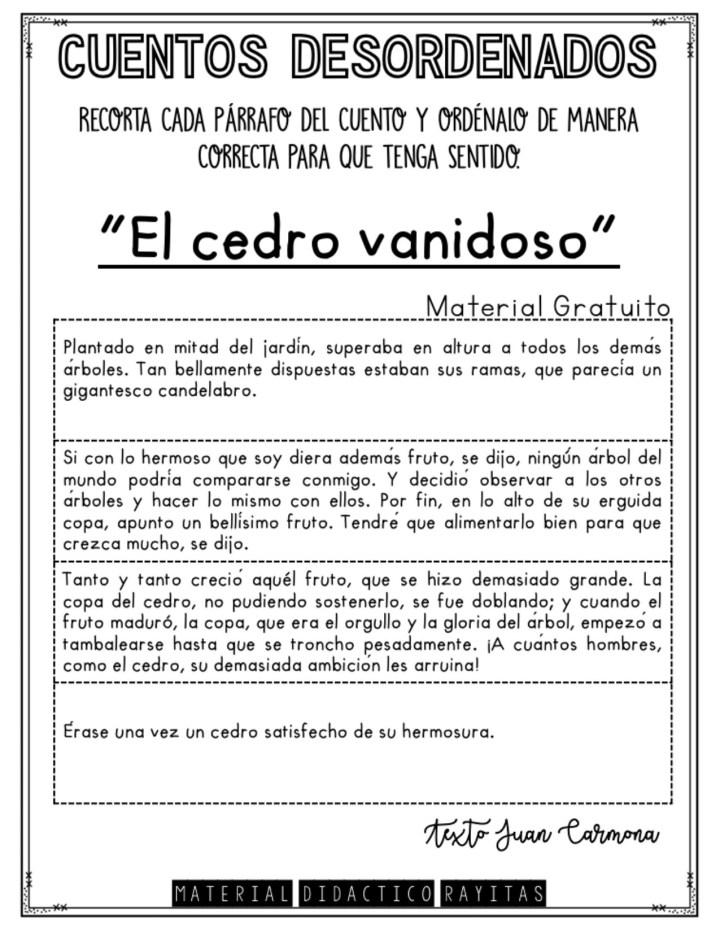 CUENTOS DESORDENADOS
RECORTA CADA PÁRRAFO DEL CUENTO Y ORDÉNALO DE MANERA
CORRECTA PARA QUE TENGA SENTIDO.
"El cedro vanidoso"
Material Gratuito
Plantado en mitad del jardín, superaba en altura a todos los demás
árboles. Tan bellamente dispuestas estaban sus ramas, que parecía un
gigantesco candelabro.
Si con lo hermoso que soy diera además fruto, se dijo, ningún árbol del
mundo podría compararse conmigo. Y decidió observar a los otros
árboles y hacer lo mismo con ellos. Por fin, en lo alto de su erguida
copa, apunto un bellísimo fruto. Tendré que alimentarlo bien para que
crezca mucho, se dijo.
Tanto y tanto creció aquél fruto, que se hizo demasiado grande. La
copa del cedro, no pudiendo sostenerlo, se fue doblando; y cuando el
fruto maduró, la copa, que era el orgullo y la gloria del árbol, empezó a
tambalearse hasta que se troncho pesadamente. ¡A cuántos hombres,
como el cedro, su demasiada ambición les arruina!
Érase una vez un cedro satisfecho de su hermosura.
texto Juan Carmona
MATERIAL DIDACTICO RAYITAS